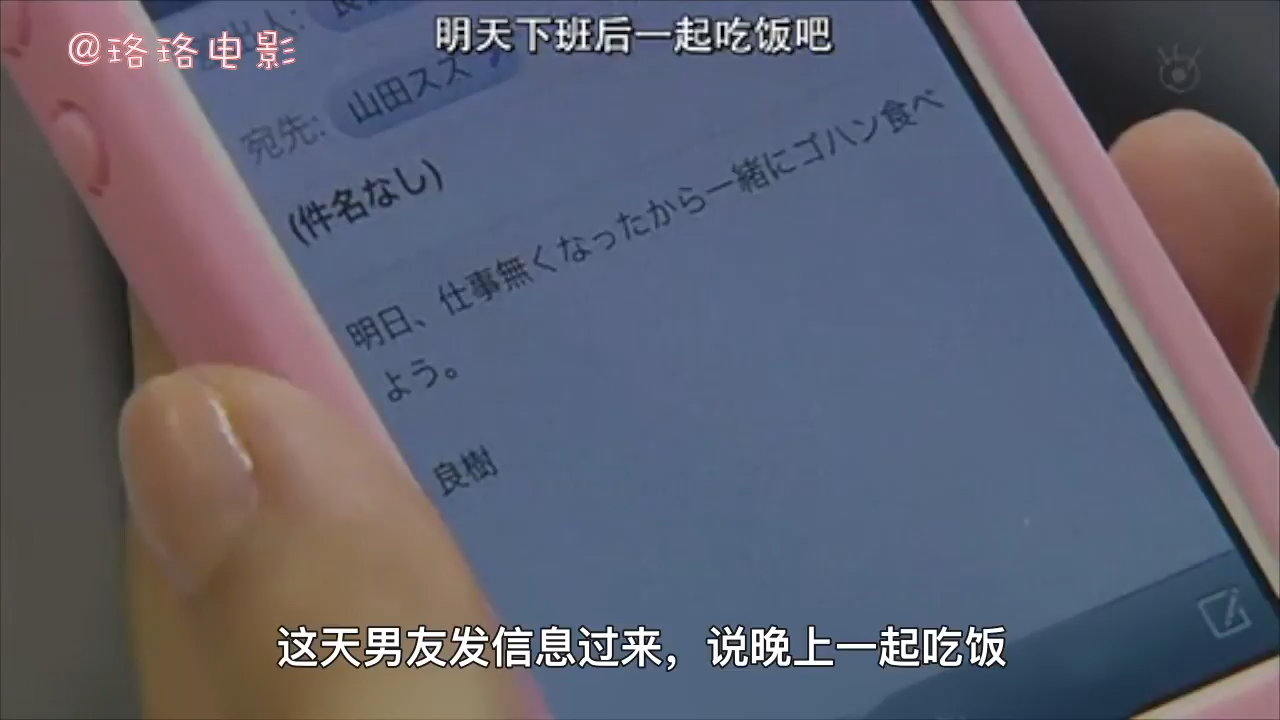 明天下班后一起吃饭吧
@珞珞电影
出人:
宛先: 山田スズ
(件名なし)
明日、仕事無くなったから一緒にゴハン食べ
よう。
良樹
这天男友发信息过来，说晚上一起吃饭